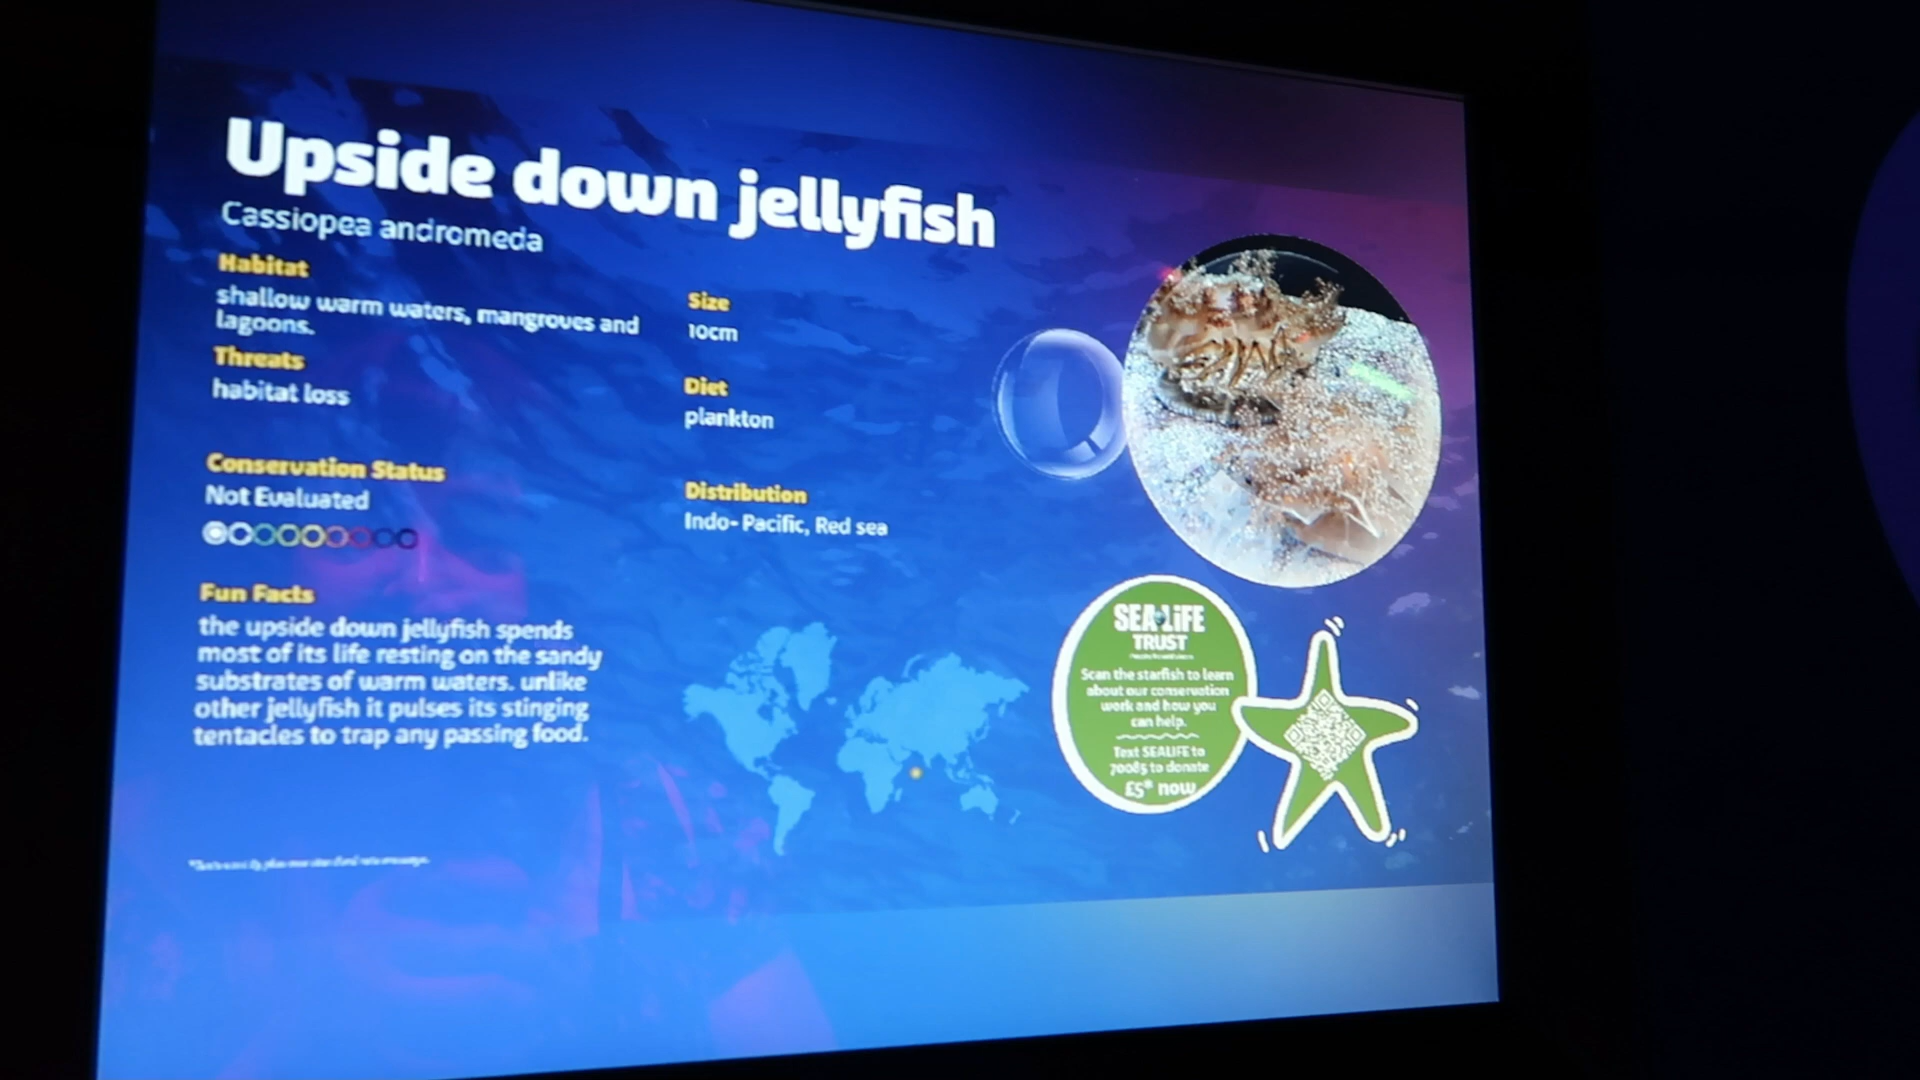 Upside down jellyfish
Cassiopea andromeda
Habitat
shallow warm waters, mangroves and
lagoons.
Threats
habitat loss
Conservation Status
Not Evaluated
Fun Facts
the upside down jellyfish spends
most of its life resting on the sandy
substrates of warm waters. unlike
other jellyfish it pulses its stinging
tentacles to trap any passing food.
Size
10cm
Diet
plankton
Distribution
Indo- Pacific, Red sea
SEA LiFE
TRUST
Scan the starfish to learn
about our conservation
work and how you
can help.
Text SEALIFE to
70085 to donate
£5* now